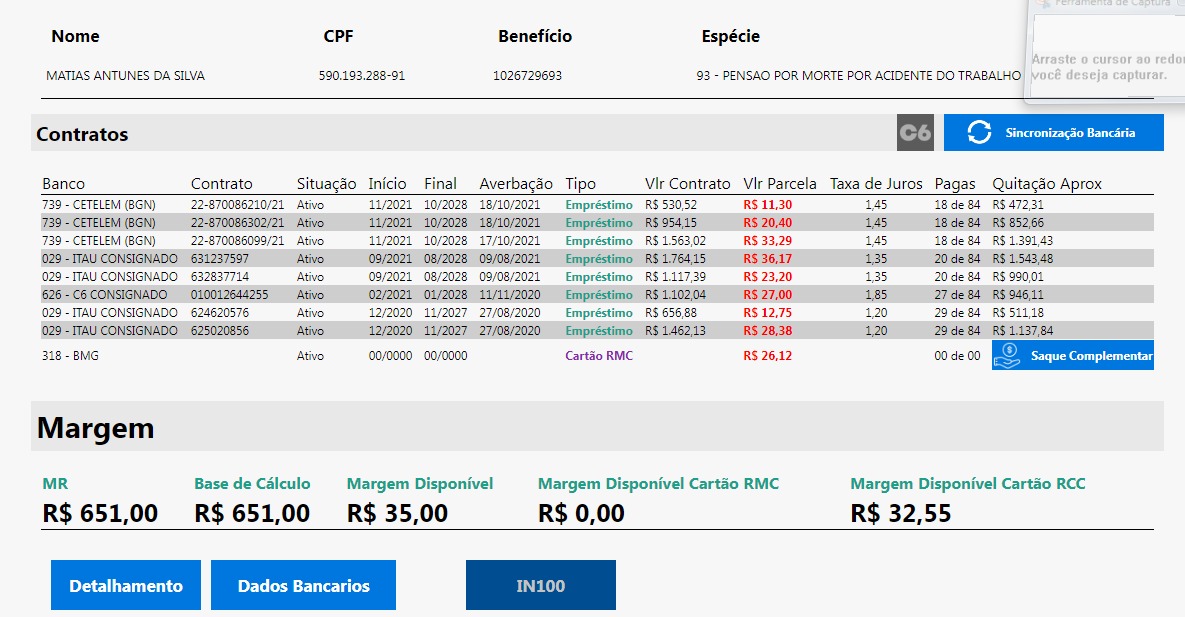 Ferramenta de Captura
Nome CPF Benefício Espécie
MATIAS ANTUNES DA SILVA 590.193.288-91 1026729693 93 - PENSAO POR MORTE POR ACIDENTE DO TRABALHO
Arraste o cursor ao redor
você deseja capturar.
Contratos C6 Sincronização Bancária
Banco Contrato Situação Início Final Averbação Tipo Vlr Contrato Vlr Parcela Taxa de Juros Pagas Quitação Aprox
739 - CETELEM (BGN) 22-870086210/21 Ativo 11/2021 10/2028 18/10/2021 Empréstimo R$ 530,52 R$ 11,30 1,45 18 de 84 R$ 472,31
739 - CETELEM (BGN) 22-870086302/21 Ativo 11/2021 10/2028 18/10/2021 Empréstimo R$ 954,15 R$ 20,40 1,45 18 de 84 R$ 852,66
739 - CETELEM (BGN) 22-870086099/21 Ativo 11/2021 10/2028 17/10/2021 Empréstimo R$ 1.563,02 R$ 33,29 1,45 18 de 84 R$ 1.391,43
029 - ITAU CONSIGNADO 631237597 Ativo 09/2021 08/2028 09/08/2021 Empréstimo R$ 1.764,15 R$ 36,17 1,35 20 de 84 R$ 1.543,48
029 - ITAU CONSIGNADO 632837714 Ativo 09/2021 08/2028 09/08/2021 Empréstimo R$ 1.117,39 R$ 23,20 1,35 20 de 84 R$ 990,01
626 - C6 CONSIGNADO 010012644255 Ativo 02/2021 01/2028 11/11/2020 Empréstimo R$ 1.102,04 R$ 27,00 1,85 27 de 84 R$ 946,11
029 - ITAU CONSIGNADO 624620576 Ativo 12/2020 11/2027 27/08/2020 Empréstimo R$ 656,88 R$ 12,75 1,20 29 de 84 R$ 511,18
029 - ITAU CONSIGNADO 625020856 Ativo 12/2020 11/2027 27/08/2020 Empréstimo R$ 1.462,13 R$ 28,38 1,20 29 de 84 R$ 1.137,84
318 - BMG Ativo 00/0000 00/0000 Cartão RMC R$ 26,12 00 de 00 Saque Complementar
Margem
MR Base de Cálculo Margem Disponível Margem Disponível Cartão RMC Margem Disponível Cartão RCC
R$ 651,00 R$ 651,00 R$ 35,00 R$ 0,00 R$ 32,55
Detalhamento Dados Bancarios IN100